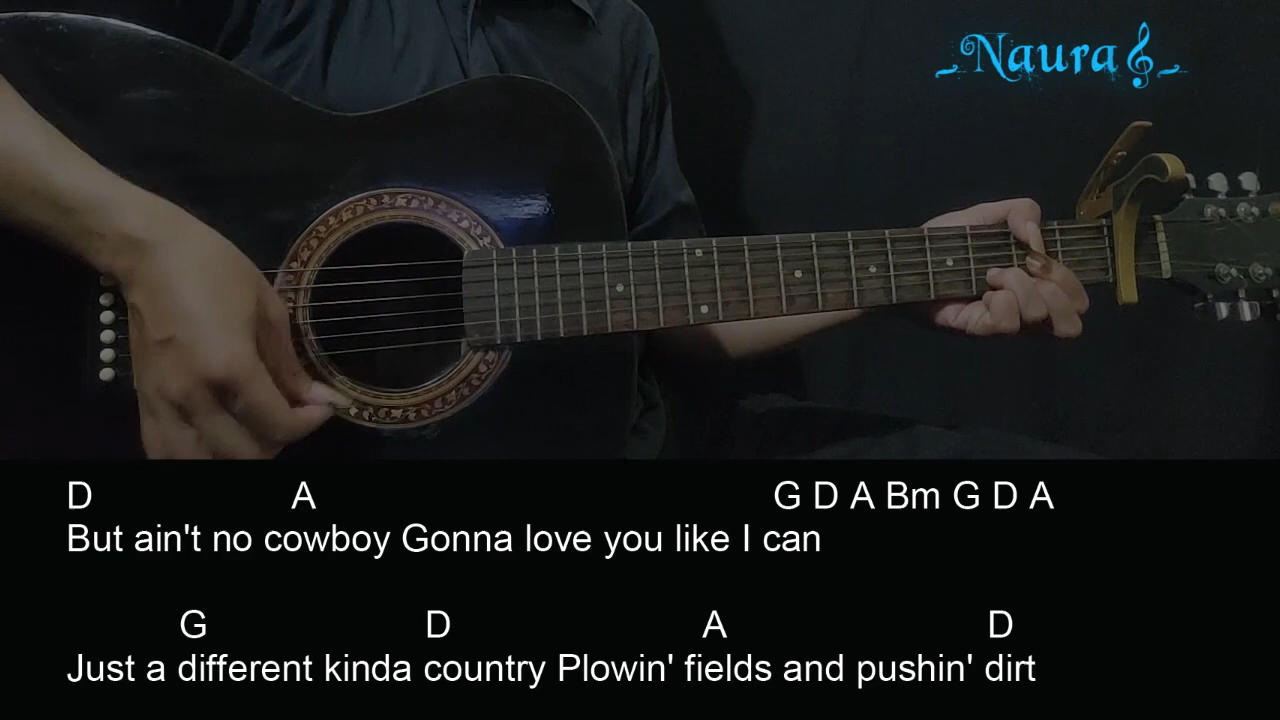 Naura
D A G D A Bm G D A
But ain't no cowboy Gonna love you like I can
G D A D
Just a different kinda country Plowin' fields and pushin' dirt